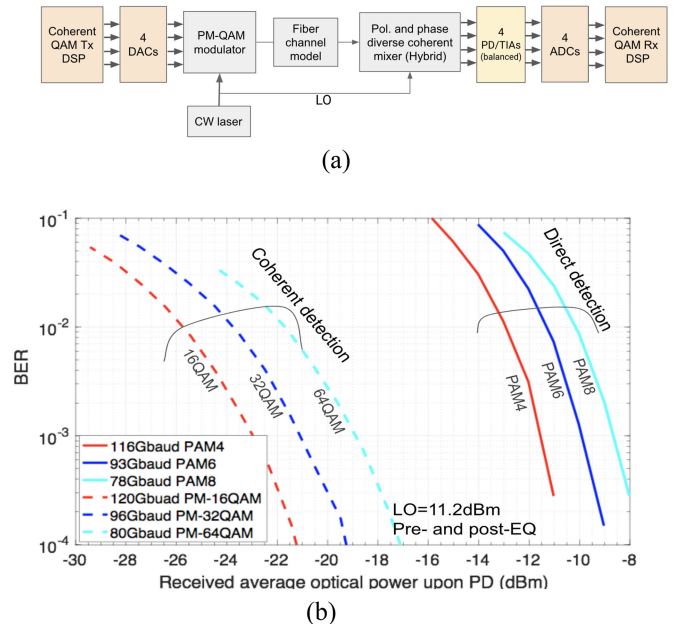 Coherent
QAM Tx
DSP
4
DACs
PM-QAM
modulator
Fiber
channel
model
Pol. and phase
diverse coherent
mixer (Hybrid)
4
PD/TIAs
(balanced)
4
ADCs
Coherent
QAM Rx
DSP
LO
CW laser
(a)
10-1
10-2
10-3
10-4
BER
Coherent detection
Direct detection
16QAM
32QAM
64QAM
PAM4
PAM6
PAM8
116Gbaud PAM4
93Gbaud PAM6
78Gbaud PAM8
120Gbuad PM-16QAM
96Gbaud PM-32QAM
80Gbaud PM-64QAM
LO=11.2dBm
Pre- and post-EQ
-30 -28 -26 -24 -22 -20 -18 -16 -14 -12 -10 -8
Received average optical power upon PD (dBm)
(b)